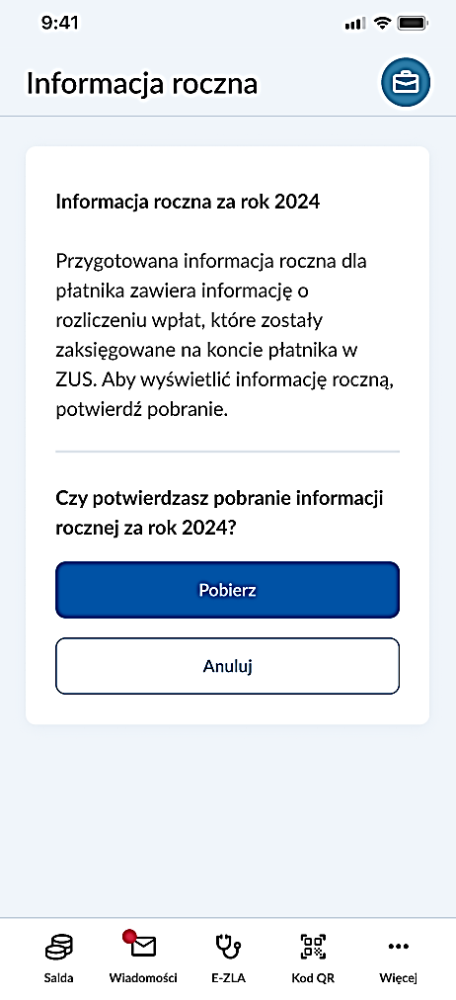 9:41
Informacja roczna
Informacja roczna za rok 2024
Przygotowana informacja roczna dla
płatnika zawiera informację o
rozliczeniu wpłat, które zostały
zaksięgowane na koncie płatnika w
ZUS. Aby wyświetlić informację roczną,
potwierdź pobranie.
Czy potwierdzasz pobranie informacji
rocznej za rok 2024?
Pobierz
Anuluj
Salda Wiadomości E-ZLA Kod QR Więcej